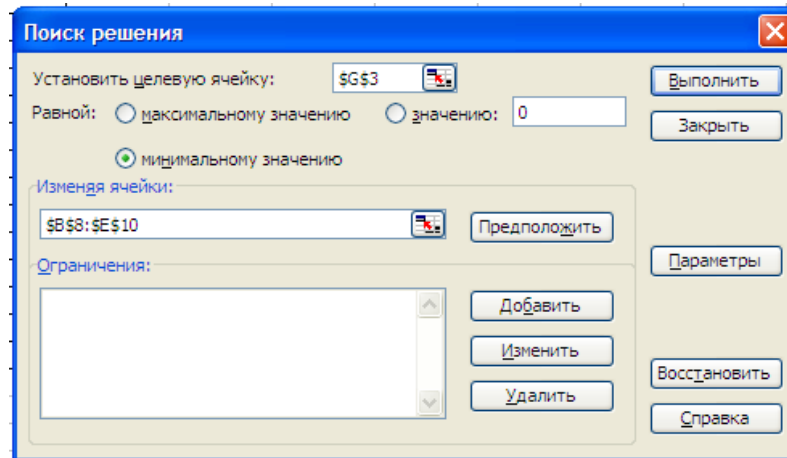 Поиск решения
Установить целевую ячейку: $G$3
Выполнить
Равной: максимальному значению значению: 0
Закрыть
минимальному значению
Изменяя ячейки:
$B$8:$E$10
Предположить
Ограничения:
Параметры
Добавить
Изменить
Восстановить
Удалить
Справка